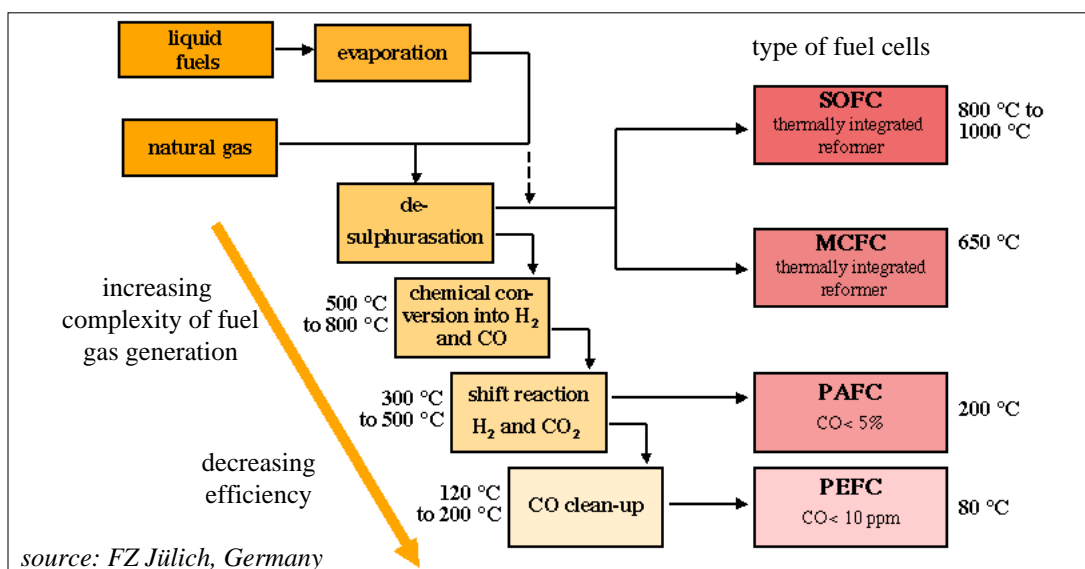 liquid
fuels
evaporation
type of fuel cells
natural gas
SOFC
thermally integrated
reformer
800 °C to
1000 °C
de-
sulphurasation
MCFC
thermally integrated
reformer
650 °C
increasing
complexity of fuel
gas generation
500 °C
to 800 °C
chemical con-
version into H₂
and CO
300 °C
to 500 °C
shift reaction
H₂ and CO₂
PAFC
CO< 5%
200 °C
decreasing
efficiency
120 °C
to 200 °C
CO clean-up
PEFC
CO< 10 ppm
80 °C
source: FZ Jülich, Germany